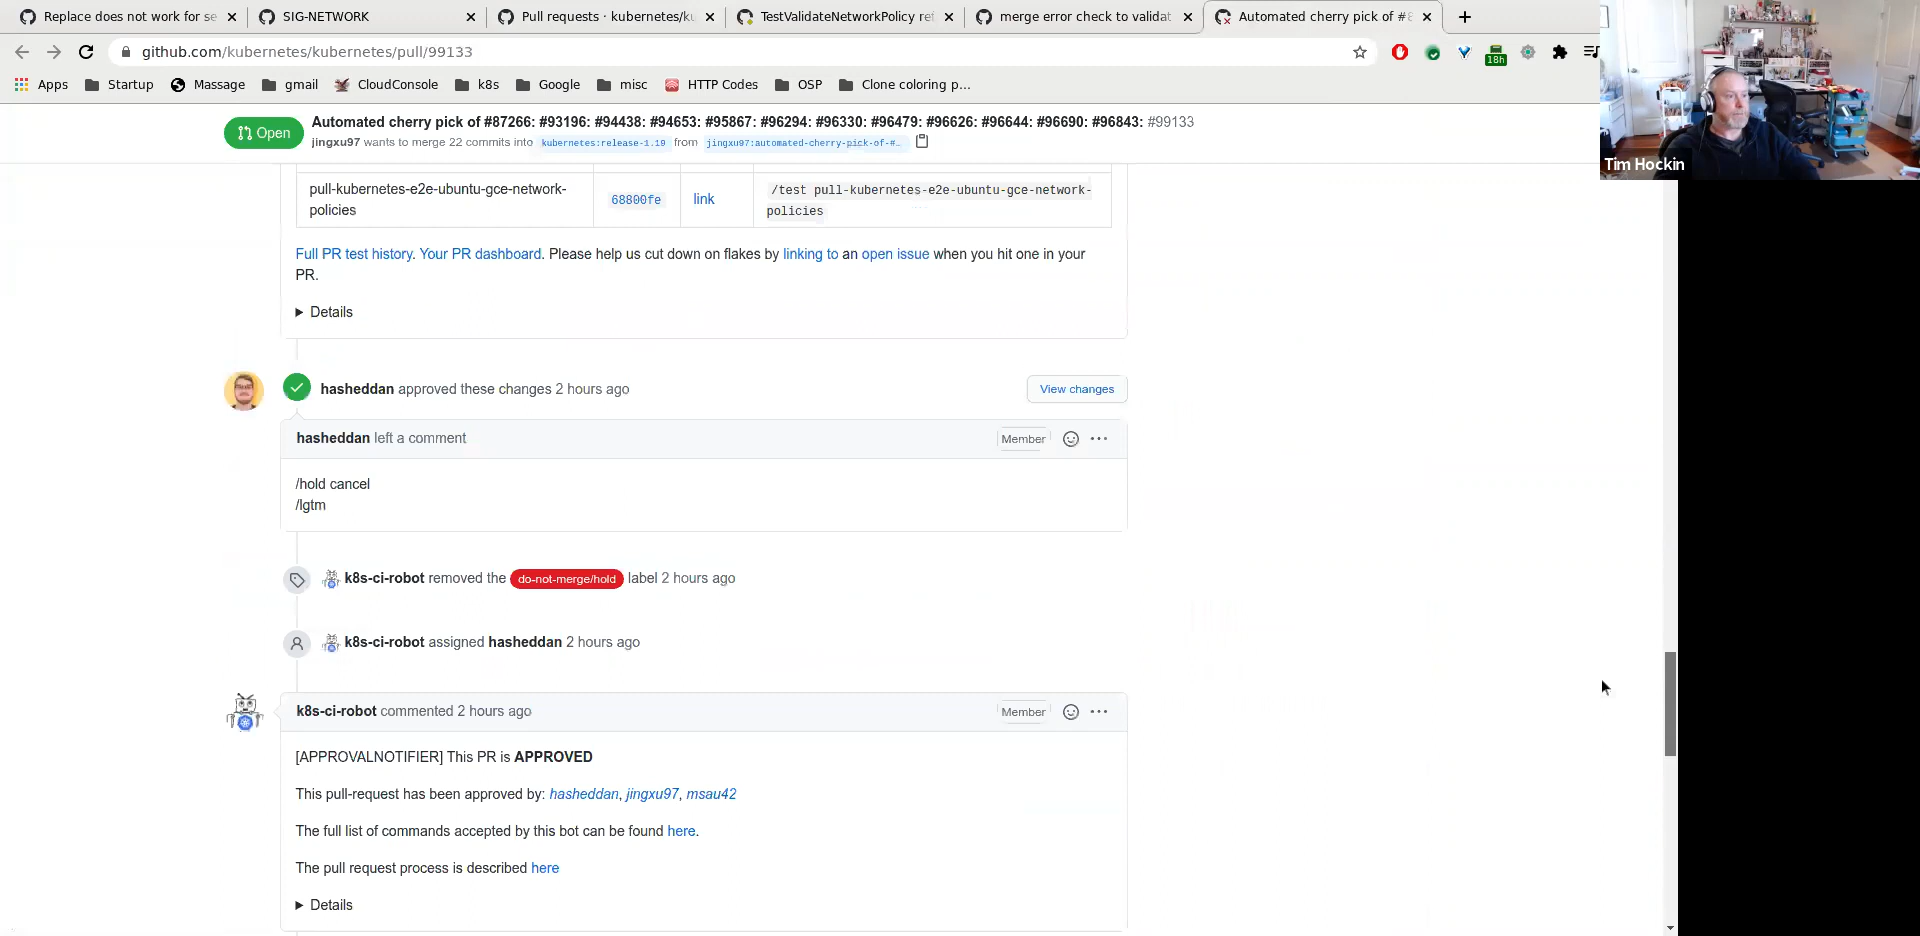 Replace does not work for se
SIG-NETWORK
Pull requests · kubernetes/ku
TestValidateNetworkPolicy ref
merge error check to validat
Automated cherry pick of #8
github.com/kubernetes/kubernetes/pull/99133
18h
Apps
Startup
Massage
gmail
CloudConsole
k8s
Google
misc
HTTP Codes
OSP
Clone coloring p…
Open
Automated cherry pick of #87266: #93196: #94438: #94653: #95867: #96294: #96330: #96479: #96626: #96644: #96690: #96843: #99133
jingxu97 wants to merge 22 commits into kubernetes:release-1.19 from jingxu97:automated-cherry-pick-of-#…
Tim Hockin
pull-kubernetes-e2e-ubuntu-gce-network-
policies
68800fe
link
/test pull-kubernetes-e2e-ubuntu-gce-network-
policies
Full PR test history. Your PR dashboard. Please help us cut down on flakes by linking to an open issue when you hit one in your
PR.
Details
hasheddan approved these changes 2 hours ago
View changes
hasheddan left a comment
Member
/hold cancel
/lgtm
k8s-ci-robot removed the do-not-merge/hold label 2 hours ago
k8s-ci-robot assigned hasheddan 2 hours ago
k8s-ci-robot commented 2 hours ago
Member
[APPROVALNOTIFIER] This PR is APPROVED
This pull-request has been approved by: hasheddan, jingxu97, msau42
The full list of commands accepted by this bot can be found here.
The pull request process is described here
Details